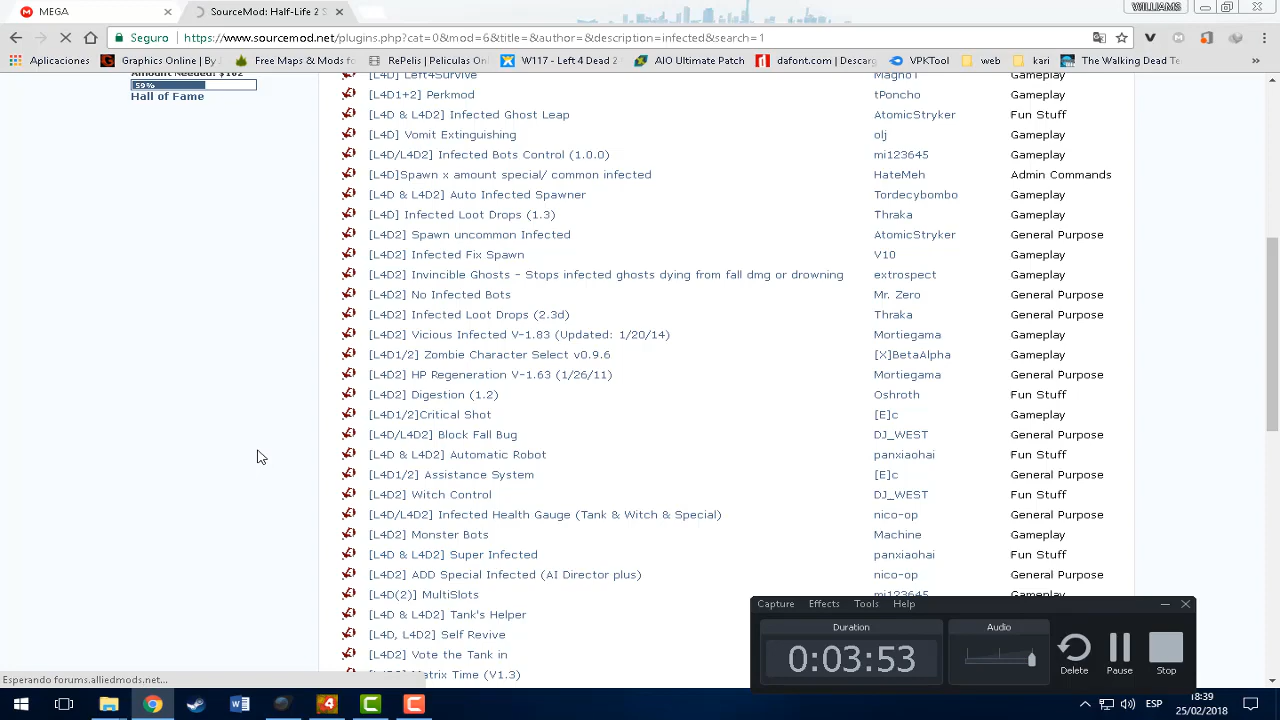 MEGA
SourceMod: Half-Life 2 S
WILLIAMS
Seguro https://www.sourcemod.net/plugins.php?cat=0&mod=6&title=&author=&description=infected&search=1
Aplicaciones Graphics Online | By Free Maps & Mods fo RePelis | Peliculas Onli W117 - Left 4 Dead 2 AIO Ultimate Patch dafont.com | Descarg VPKTool web kari The Walking Dead Te »
Amount Needed: $162
59%
Hall of Fame
[L4D] Left4Survive MagnoT Gameplay
[L4D1+2] Perkmod tPoncho Gameplay
[L4D & L4D2] Infected Ghost Leap AtomicStryker Fun Stuff
[L4D] Vomit Extinguishing olj Gameplay
[L4D/L4D2] Infected Bots Control (1.0.0) mi123645 Gameplay
[L4D]Spawn x amount special/ common infected HateMeh Admin Commands
[L4D & L4D2] Auto Infected Spawner Tordecybombo Gameplay
[L4D] Infected Loot Drops (1.3) Thraka Gameplay
[L4D2] Spawn uncommon Infected AtomicStryker General Purpose
[L4D2] Infected Fix Spawn V10 Gameplay
[L4D2] Invincible Ghosts - Stops infected ghosts dying from fall dmg or drowning extrospect Gameplay
[L4D2] No Infected Bots Mr. Zero General Purpose
[L4D2] Infected Loot Drops (2.3d) Thraka General Purpose
[L4D2] Vicious Infected V-1.83 (Updated: 1/20/14) Mortiegama Gameplay
[L4D1/2] Zombie Character Select v0.9.6 [X]BetaAlpha Gameplay
[L4D2] HP Regeneration V-1.63 (1/26/11) Mortiegama General Purpose
[L4D2] Digestion (1.2) Oshroth Fun Stuff
[L4D1/2]Critical Shot [E]c Gameplay
[L4D/L4D2] Block Fall Bug DJ_WEST General Purpose
[L4D & L4D2] Automatic Robot panxiaohai Fun Stuff
[L4D1/2] Assistance System [E]c General Purpose
[L4D2] Witch Control DJ_WEST Fun Stuff
[L4D/L4D2] Infected Health Gauge (Tank & Witch & Special) nico-op General Purpose
[L4D2] Monster Bots Machine Gameplay
[L4D & L4D2] Super Infected panxiaohai Fun Stuff
[L4D2] ADD Special Infected (AI Director plus) nico-op General Purpose
[L4D(2)] MultiSlots mi123645 Gameplay
[L4D & L4D2] Tank's Helper
[L4D, L4D2] Self Revive
[L4D2] Vote the Tank in
Matrix Time (V1.3)
Esperando forums.alliedmods.net...
Capture Effects Tools Help
Duration Audio
0:03:53
Delete Pause Stop
ESP
18:39
25/02/2018